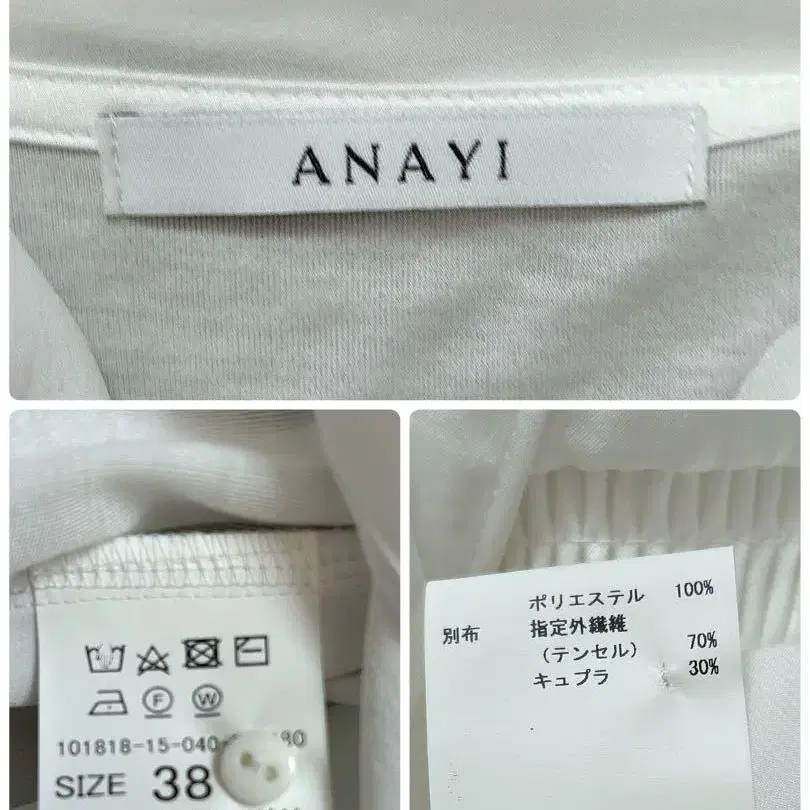 ANAYI
F W
101818-15-040
SIZE 38
ポリエステル 100%
別布 指定外繊維
(テンセル) 70%
キュプラ 30%